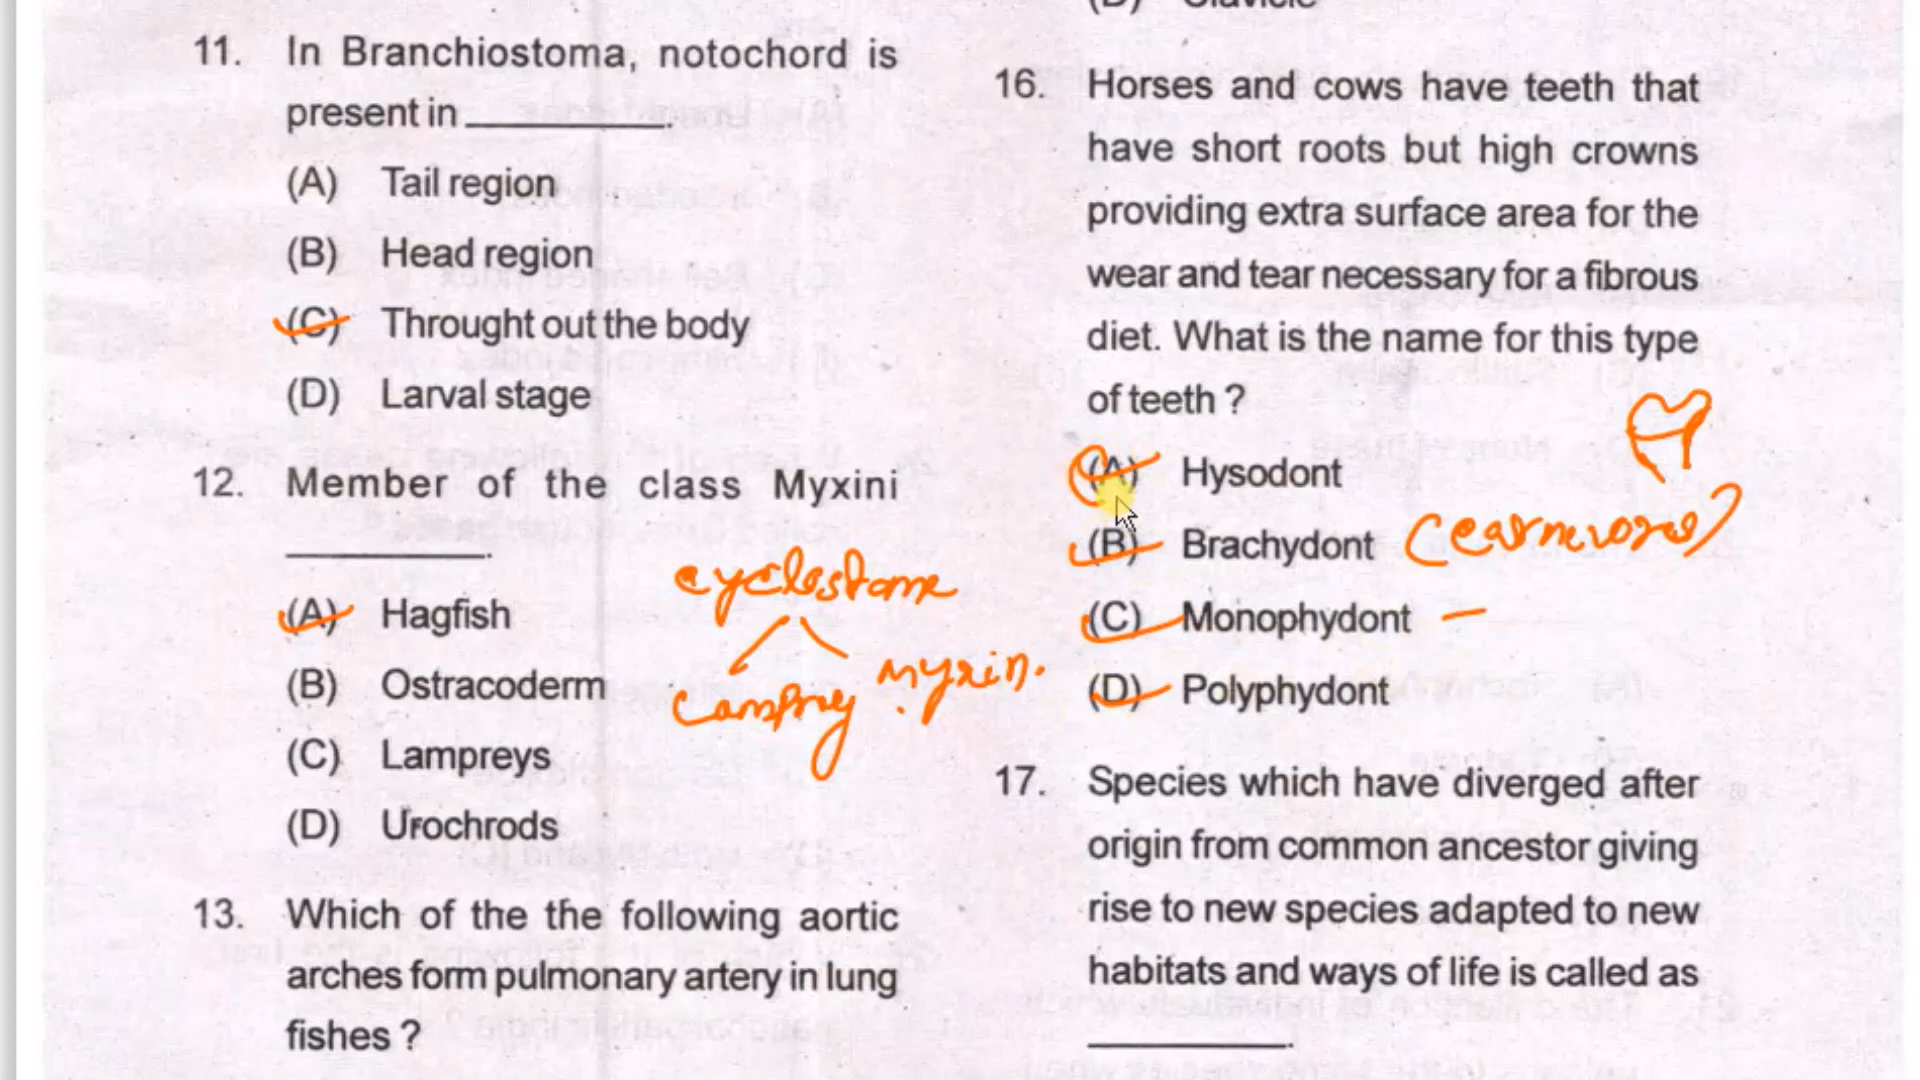 11. In Branchiostoma, notochord is
present in ___________.
(A) Tail region
(B) Head region
(C) Throught out the body
(D) Larval stage
12. Member of the class Myxini
___________.
(A) Hagfish
(B) Ostracoderm
(C) Lampreys
(D) Urochrods
cyclostome
Lamprey
myxin.
13. Which of the the following aortic
arches form pulmonary artery in lung
fishes ?
16. Horses and cows have teeth that
have short roots but high crowns
providing extra surface area for the
wear and tear necessary for a fibrous
diet. What is the name for this type
of teeth ?
(A) Hysodont
(B) Brachydont (carnivores)
(C) Monophydont —
(D) Polyphydont
17. Species which have diverged after
origin from common ancestor giving
rise to new species adapted to new
habitats and ways of life is called as
___________.